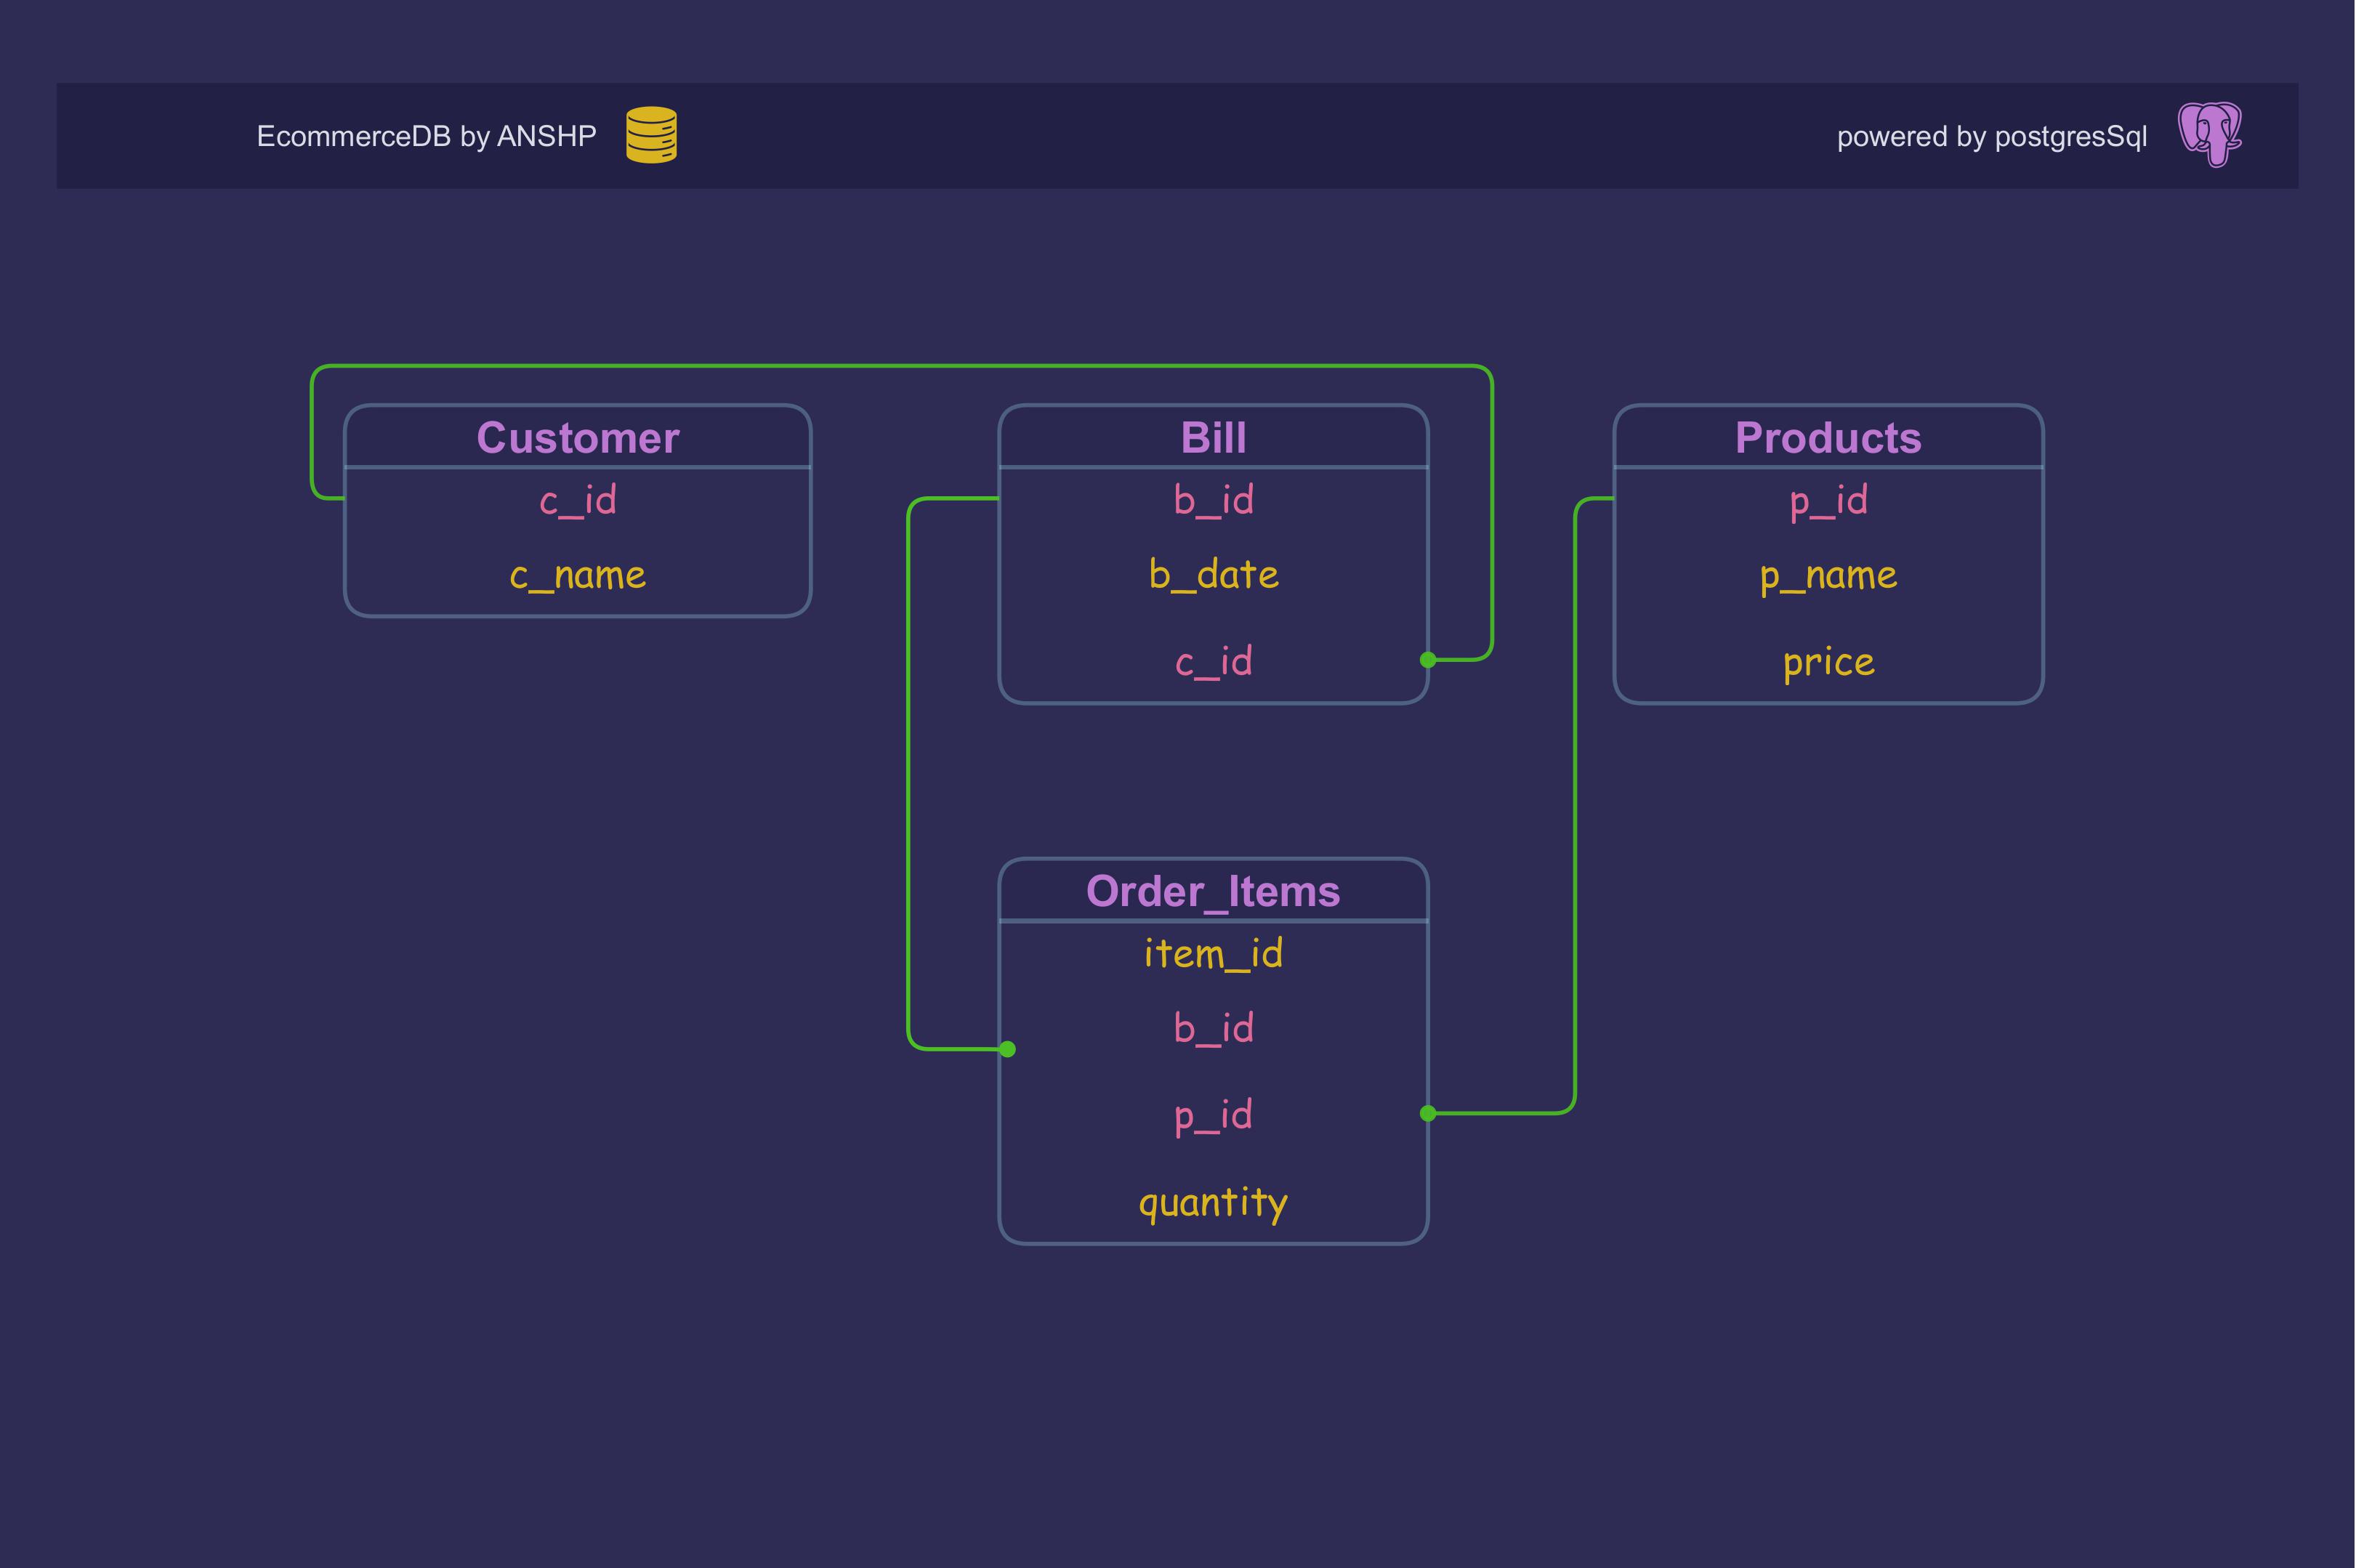 EcommerceDB by ANSHP
powered by postgresSql
Customer
c_id
c_name
Bill
b_id
b_date
c_id
Products
p_id
p_name
price
Order_Items
item_id
b_id
p_id
quantity